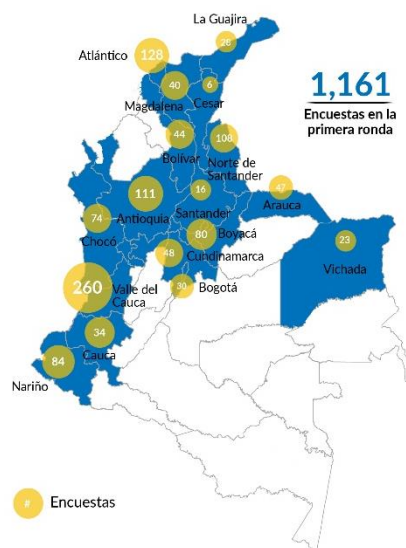 La Guajira
28
Atlántico
128
1,161
Encuestas en la
primera ronda
40
6
Magdalena
Cesar
44
108
Bolívar
Norte de
Santander
111
16
47
Antioquia
Santander
Arauca
74
Chocó
80
Boyacá
23
Vichada
48
Cundinamarca
260
Valle del
Cauca
30
Bogotá
34
Cauca
84
Nariño
#
Encuestas